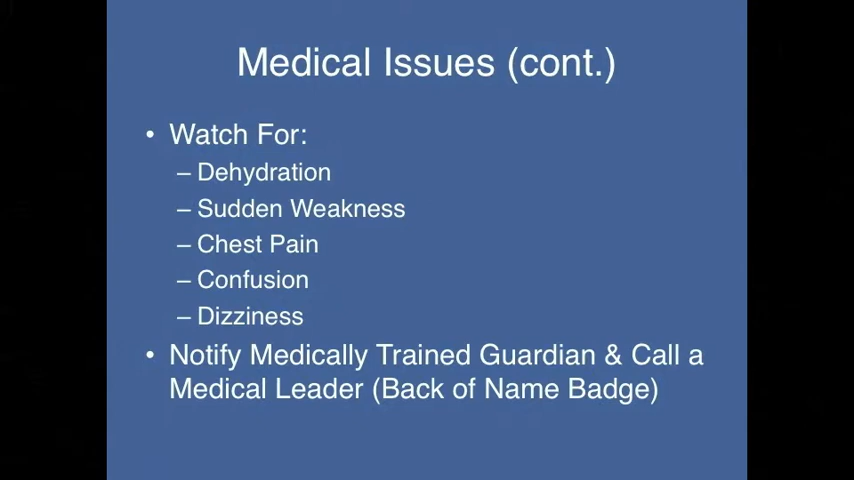 Medical Issues (cont.)
• Watch For:
– Dehydration
– Sudden Weakness
– Chest Pain
– Confusion
– Dizziness
• Notify Medically Trained Guardian & Call a
Medical Leader (Back of Name Badge)